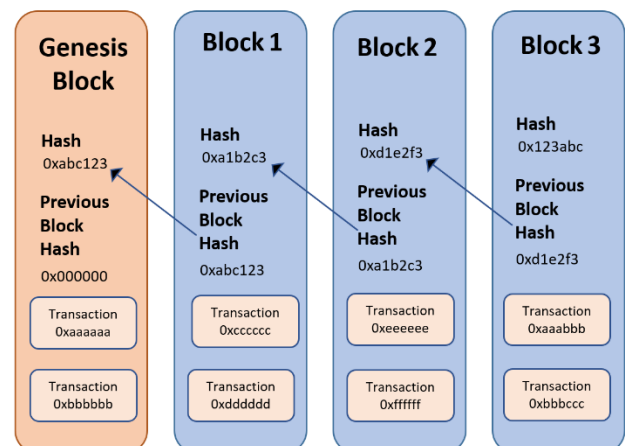 Genesis
Block
Hash
0xabc123
Previous
Block
Hash
0x000000
Transaction
0xaaaaaa
Transaction
0xbbbbbb
Block 1
Hash
0xa1b2c3
Previous
Block
Hash
0xabc123
Transaction
0xcccccc
Transaction
0xdddddd
Block 2
Hash
0xd1e2f3
Previous
Block
Hash
0xa1b2c3
Transaction
0xeeeeee
Transaction
0xffffff
Block 3
Hash
0x123abc
Previous
Block
Hash
0xd1e2f3
Transaction
0xaaabbb
Transaction
0xbbbccc